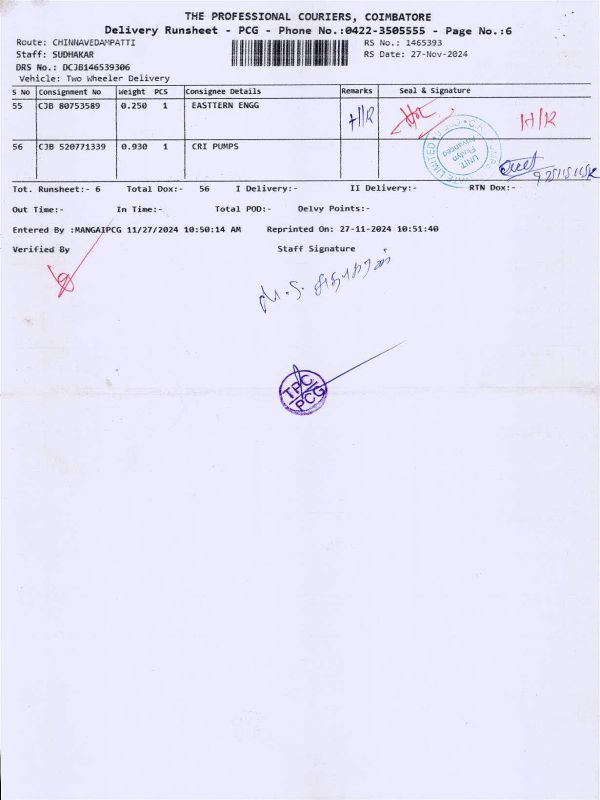 THE PROFESSIONAL COURIERS, COIMBATORE
Delivery Runsheet - PCG - Phone No.:0422-3505555 - Page No.:6
Route: CHINNAVEDAMPATTI
RS No.: 1465393
Staff: SUDHAKAR
RS Date: 27-Nov-2024
DRS No.: DCJB146539306
Vehicle: Two Wheeler Delivery
S No Consignment No Weight PCS Consignee Details Remarks Seal & Signature
55 CJB 80753589 0.250 1 EASTTERN ENGG H/R H/R
56 CJB 520771339 0.930 1 CRI PUMPS
Tot. Runsheet:- 6 Total Dox:- 56 I Delivery:- II Delivery:- RTN Dox:-
Out Time:- In Time:- Total POD:- Delvy Points:-
Entered By :MANGAIPCG 11/27/2024 10:50:14 AM Reprinted On: 27-11-2024 10:51:40
Verified By Staff Signature
TPC/
PCG